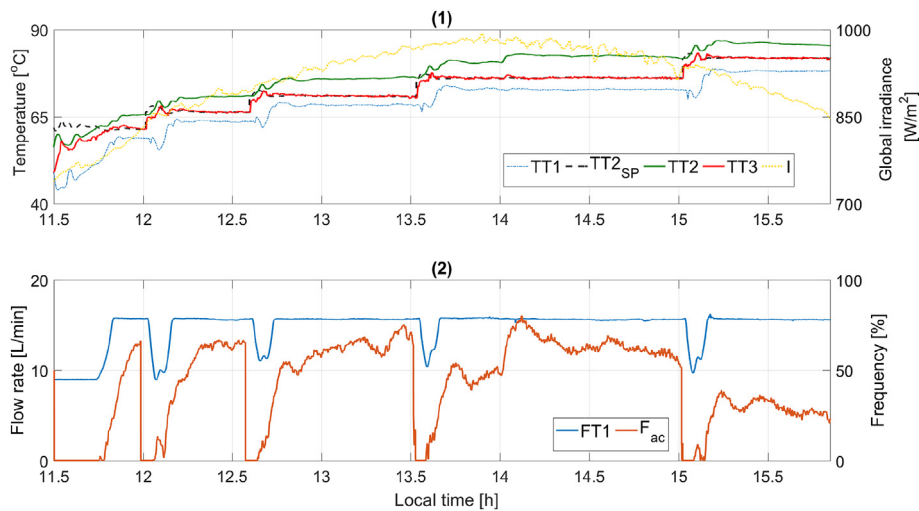 (1)
90
1000
Temperature [°C]
65
850
Global irradiance
[W/m²]
TT1 TT2SP TT2 TT3 I
40
700
11.5 12 12.5 13 13.5 14 14.5 15 15.5
(2)
20
100
Flow rate [L/min]
10
50
Frequency [%]
FT1 Fac
0
0
11.5 12 12.5 13 13.5 14 14.5 15 15.5
Local time [h]